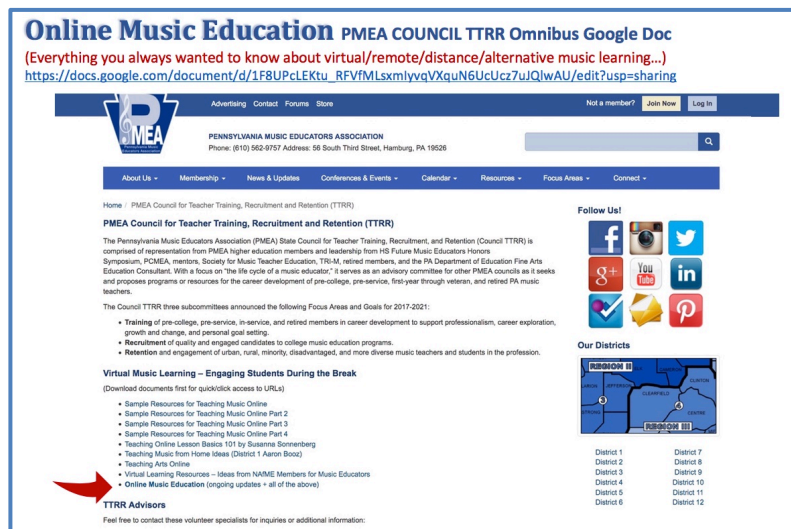 Online Music Education PMEA COUNCIL TTRR Omnibus Google Doc
(Everything you always wanted to know about virtual/remote/distance/alternative music learning…)
https://docs.google.com/document/d/1F8UPcLEKtu_RFVfMLsxmIyvqVXquN6UcUcz7uJQlwAU/edit?usp=sharing
Advertising Contact Forums Store Not a member? Join Now Log In
PMEA
Pennsylvania Music Educators Association
PENNSYLVANIA MUSIC EDUCATORS ASSOCIATION
Phone: (610) 562-9757 Address: 56 South Third Street, Hamburg, PA 19526
About Us Membership News & Updates Conferences & Events Calendar Resources Focus Areas Connect
Home / PMEA Council for Teacher Training, Recruitment and Retention (TTRR)
PMEA Council for Teacher Training, Recruitment and Retention (TTRR)
The Pennsylvania Music Educators Association (PMEA) State Council for Teacher Training, Recruitment, and Retention (Council TTRR) is
comprised of representation from PMEA higher education members and leadership from HS Future Music Educators Honors
Symposium, PCMEA, mentors, Society for Music Teacher Education, TRI-M, retired members, and the PA Department of Education Fine Arts
Education Consultant. With a focus on "the life cycle of a music educator," it serves as an advisory committee for other PMEA councils as it seeks
and proposes programs or resources for the career development of pre-college, pre-service, first-year through veteran, and retired PA music
teachers.
The Council TTRR three subcommittees announced the following Focus Areas and Goals for 2017-2021:
• Training of pre-college, pre-service, in-service, and retired members in career development to support professionalism, career exploration,
growth and change, and personal goal setting.
• Recruitment of quality and engaged candidates to college music education programs.
• Retention and engagement of urban, rural, minority, disadvantaged, and more diverse music teachers and students in the profession.
Virtual Music Learning – Engaging Students During the Break
(Download documents first for quick/click access to URLs)
• Sample Resources for Teaching Music Online
• Sample Resources for Teaching Music Online Part 2
• Sample Resources for Teaching Music Online Part 3
• Sample Resources for Teaching Music Online Part 4
• Teaching Online Lesson Basics 101 by Susanna Sonnenberg
• Teaching Music from Home Ideas (District 1 Aaron Booz)
• Teaching Arts Online
• Virtual Learning Resources – Ideas from NAfME Members for Music Educators
• Online Music Education (ongoing updates + all of the above)
TTRR Advisors
Feel free to contact these volunteer specialists for inquiries or additional information:
Follow Us!
f
g+ You Tube in
Our Districts
REGION II
CAMERON
CLINTON
JEFFERSON
CLEARFIELD
3
4
CENTRE
REGION III
District 1 District 7
District 2 District 8
District 3 District 9
District 4 District 10
District 5 District 11
District 6 District 12